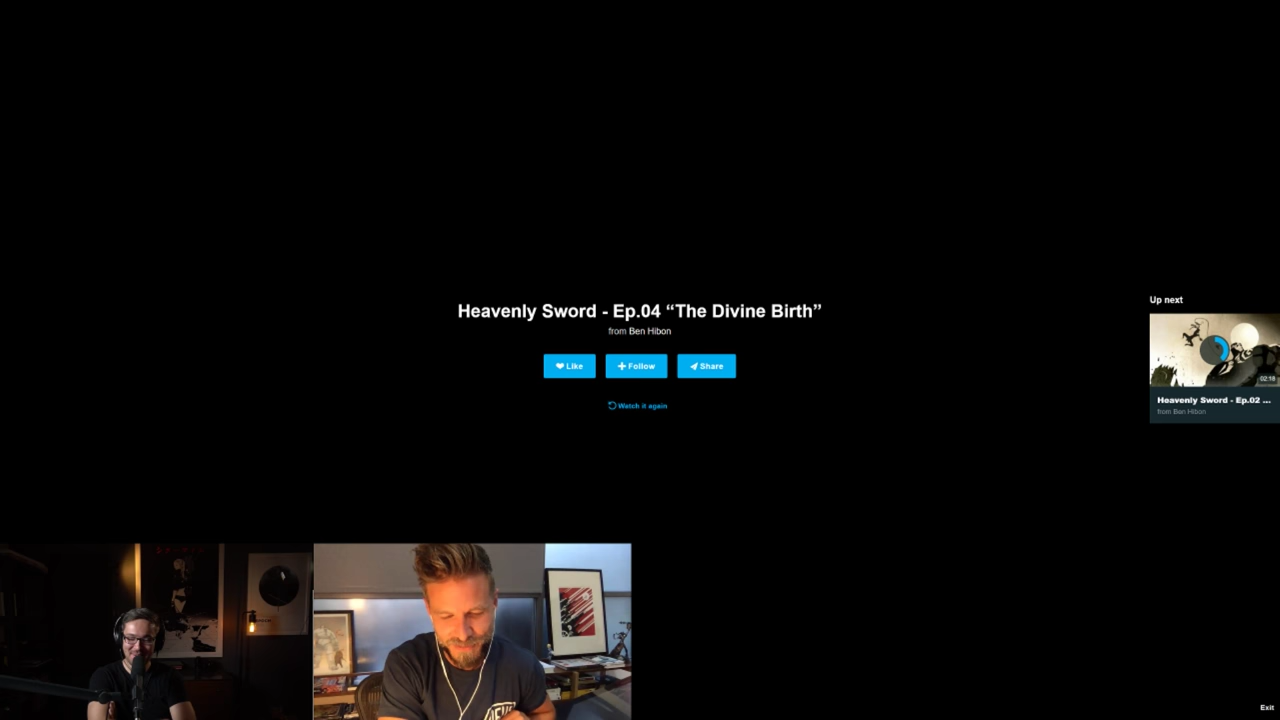 Heavenly Sword - Ep.04 “The Divine Birth”
from Ben Hibon
Like
Follow
Share
Watch it again
Up next
02:18
Heavenly Sword - Ep.02 ...
from Ben Hibon
Exit